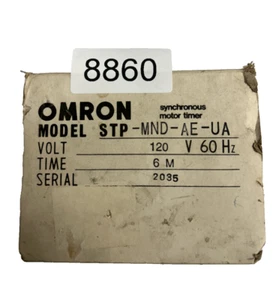 8860
OMRON synchronous motor timer
MODEL STP-MND-AE-UA
VOLT 120 V 60 Hz
TIME 6 M
SERIAL 2035